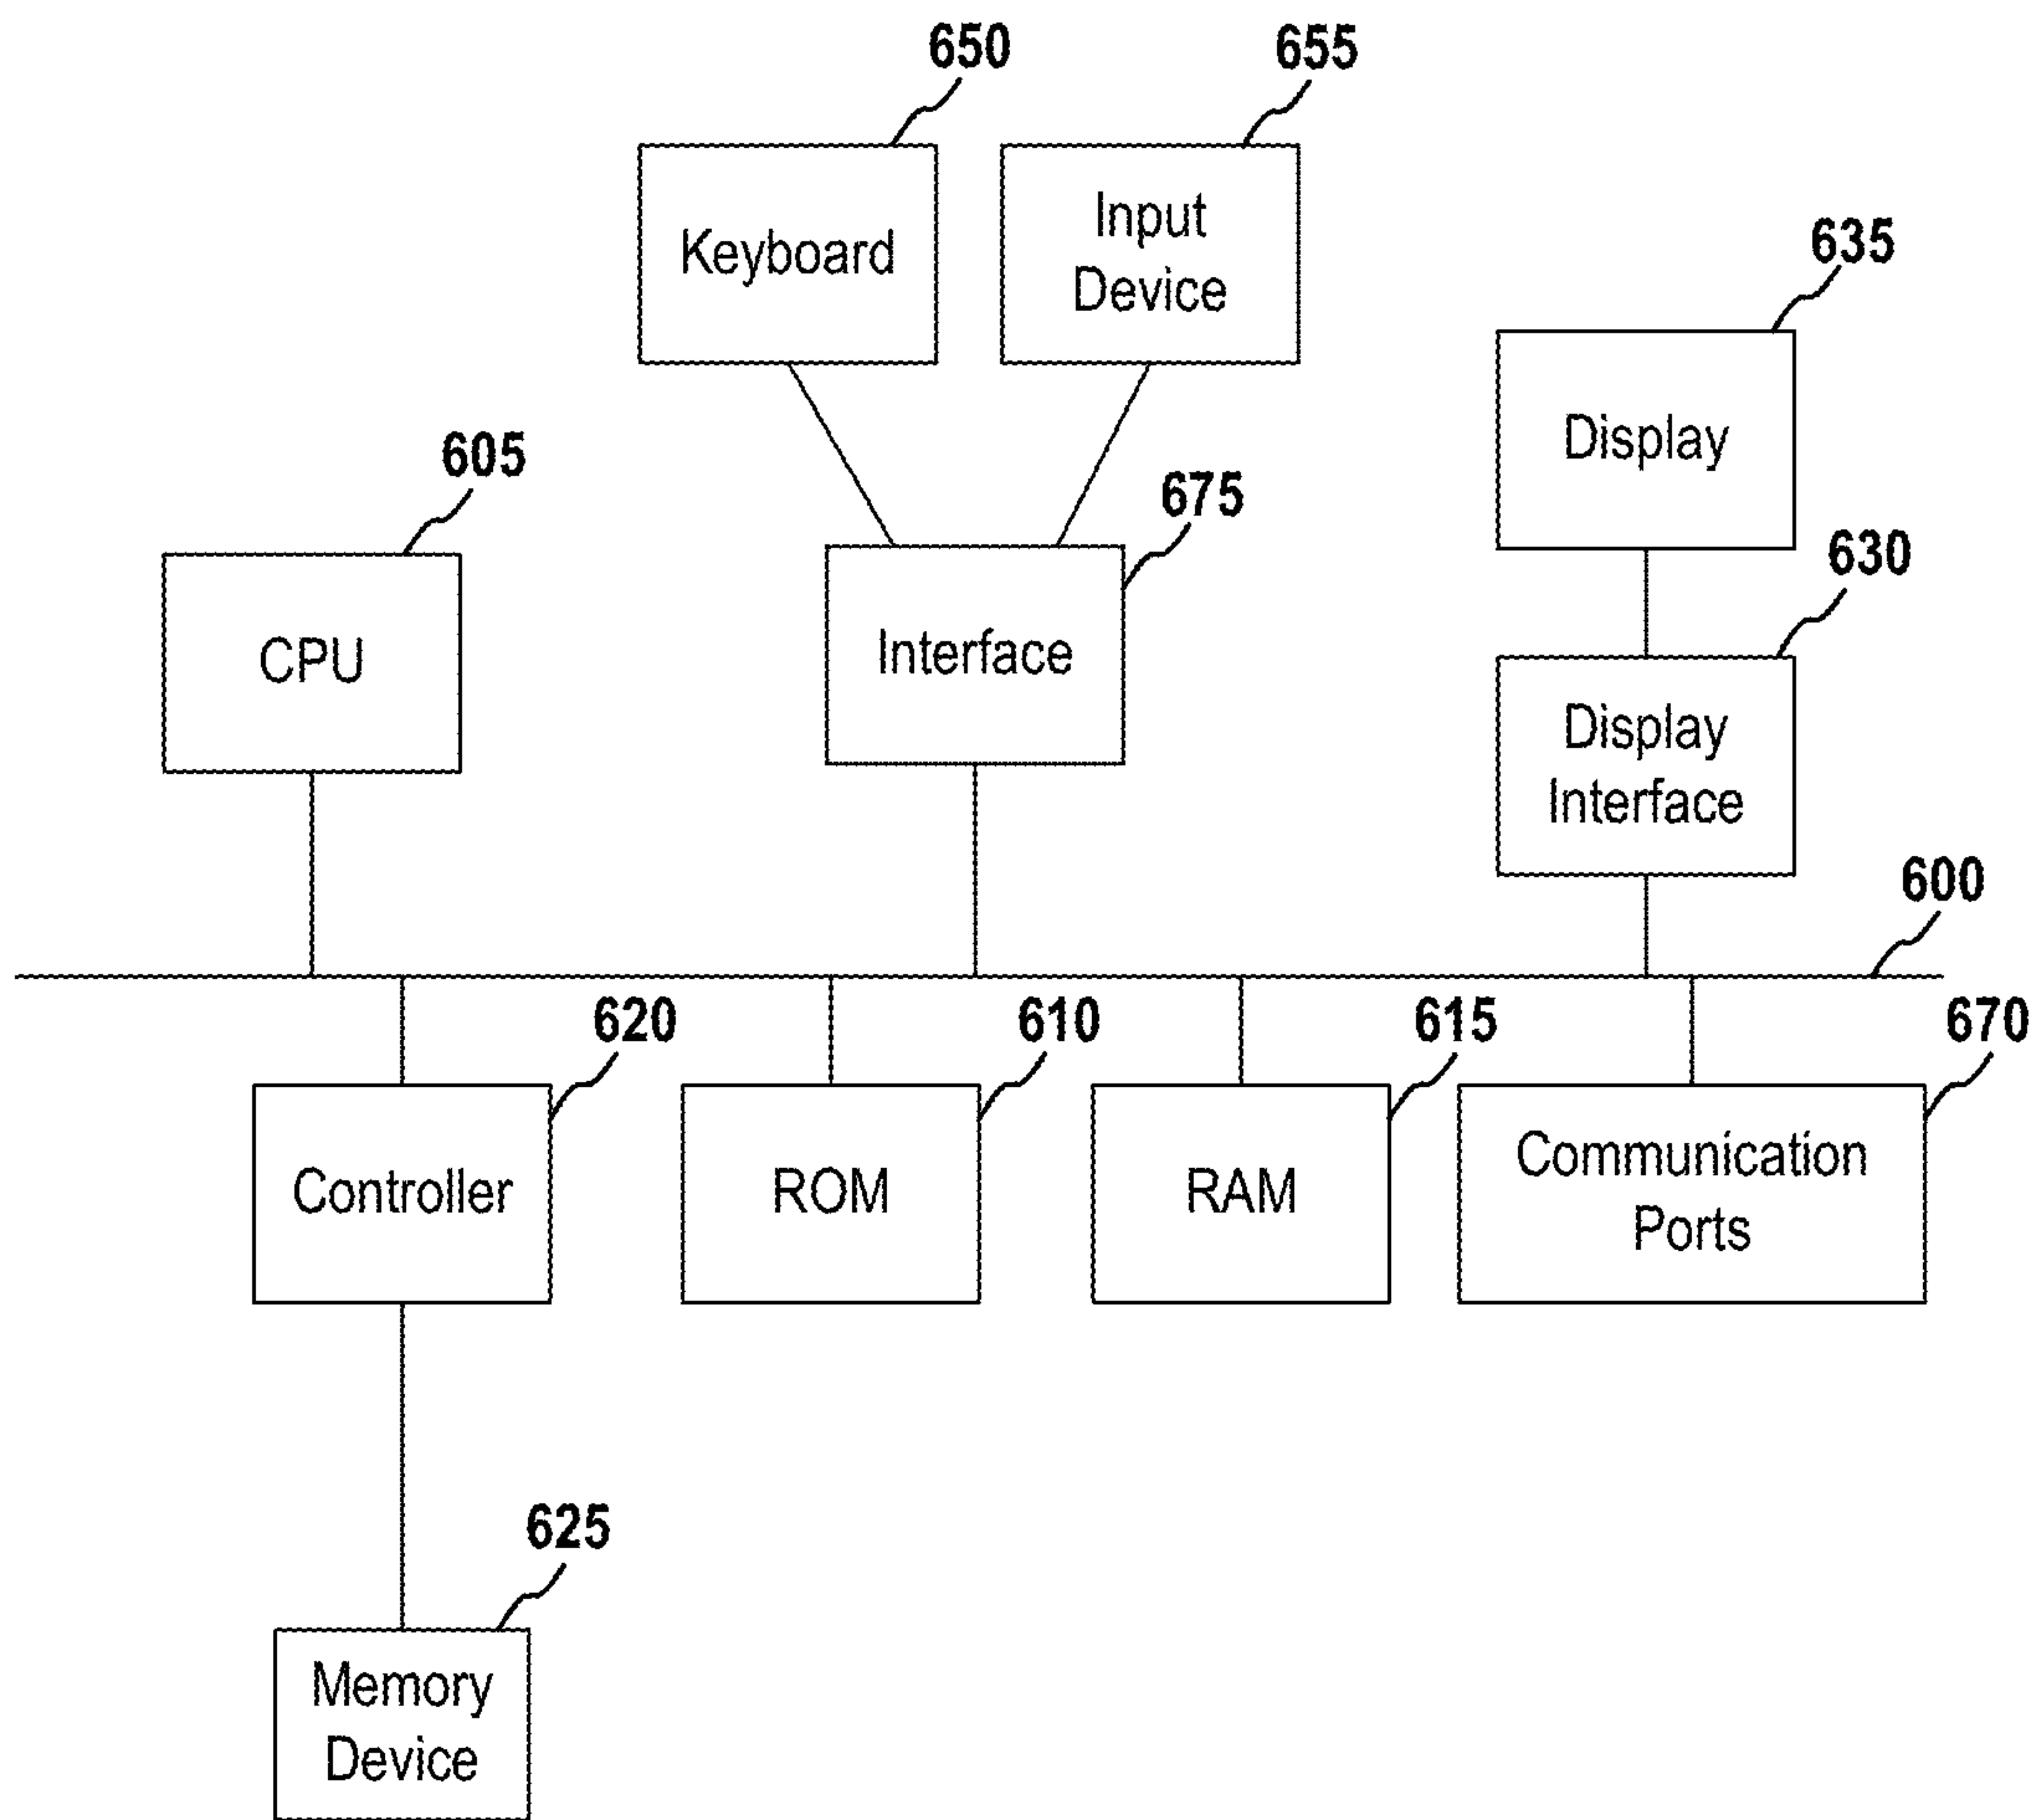 650
655
Keyboard
Input
Device
635
Display
605
675
630
CPU
Interface
Display
Interface
600
620
610
615
670
Controller
ROM
RAM
Communication
Ports
625
Memory
Device